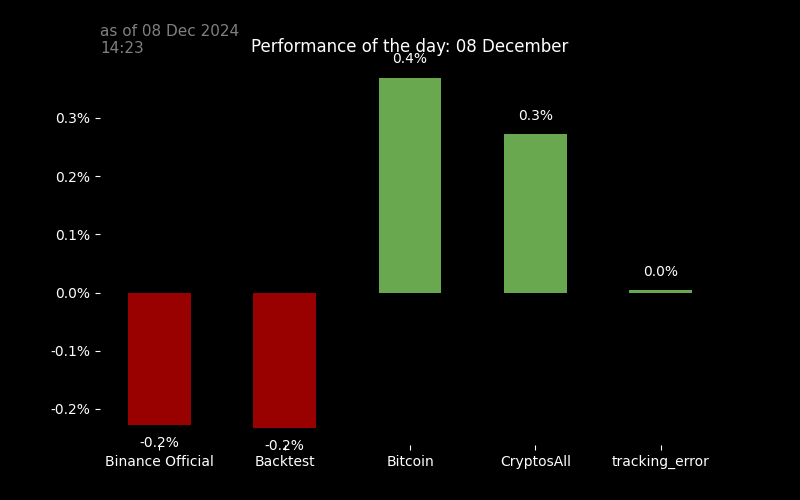 as of 08 Dec 2024
14:23
Performance of the day: 08 December
0.4%
0.3%
0.3%
0.2%
0.1%
0.0%
0.0%
-0.1%
-0.2%
-0.2%
-0.2%
Binance Official
Backtest
Bitcoin
CryptosAll
tracking_error